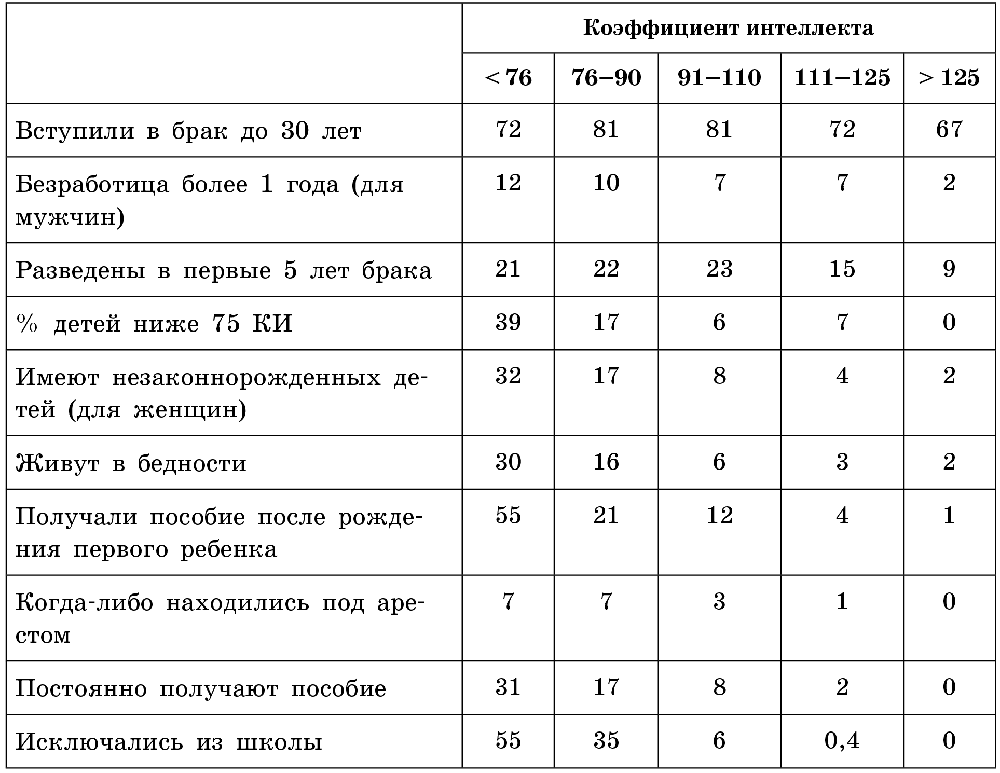 Коэффициент интеллекта
< 76 76–90 91–110 111–125 > 125
Вступили в брак до 30 лет 72 81 81 72 67
Безработица более 1 года (для 12 10 7 7 2
мужчин)
Разведены в первые 5 лет брака 21 22 23 15 9
% детей ниже 75 КИ 39 17 6 7 0
Имеют незаконнорожденных де- 32 17 8 4 2
тей (для женщин)
Живут в бедности 30 16 6 3 2
Получали пособие после рожде- 55 21 12 4 1
ния первого ребенка
Когда-либо находились под аре- 7 7 3 1 0
стом
Постоянно получают пособие 31 17 8 2 0
Исключались из школы 55 35 6 0,4 0